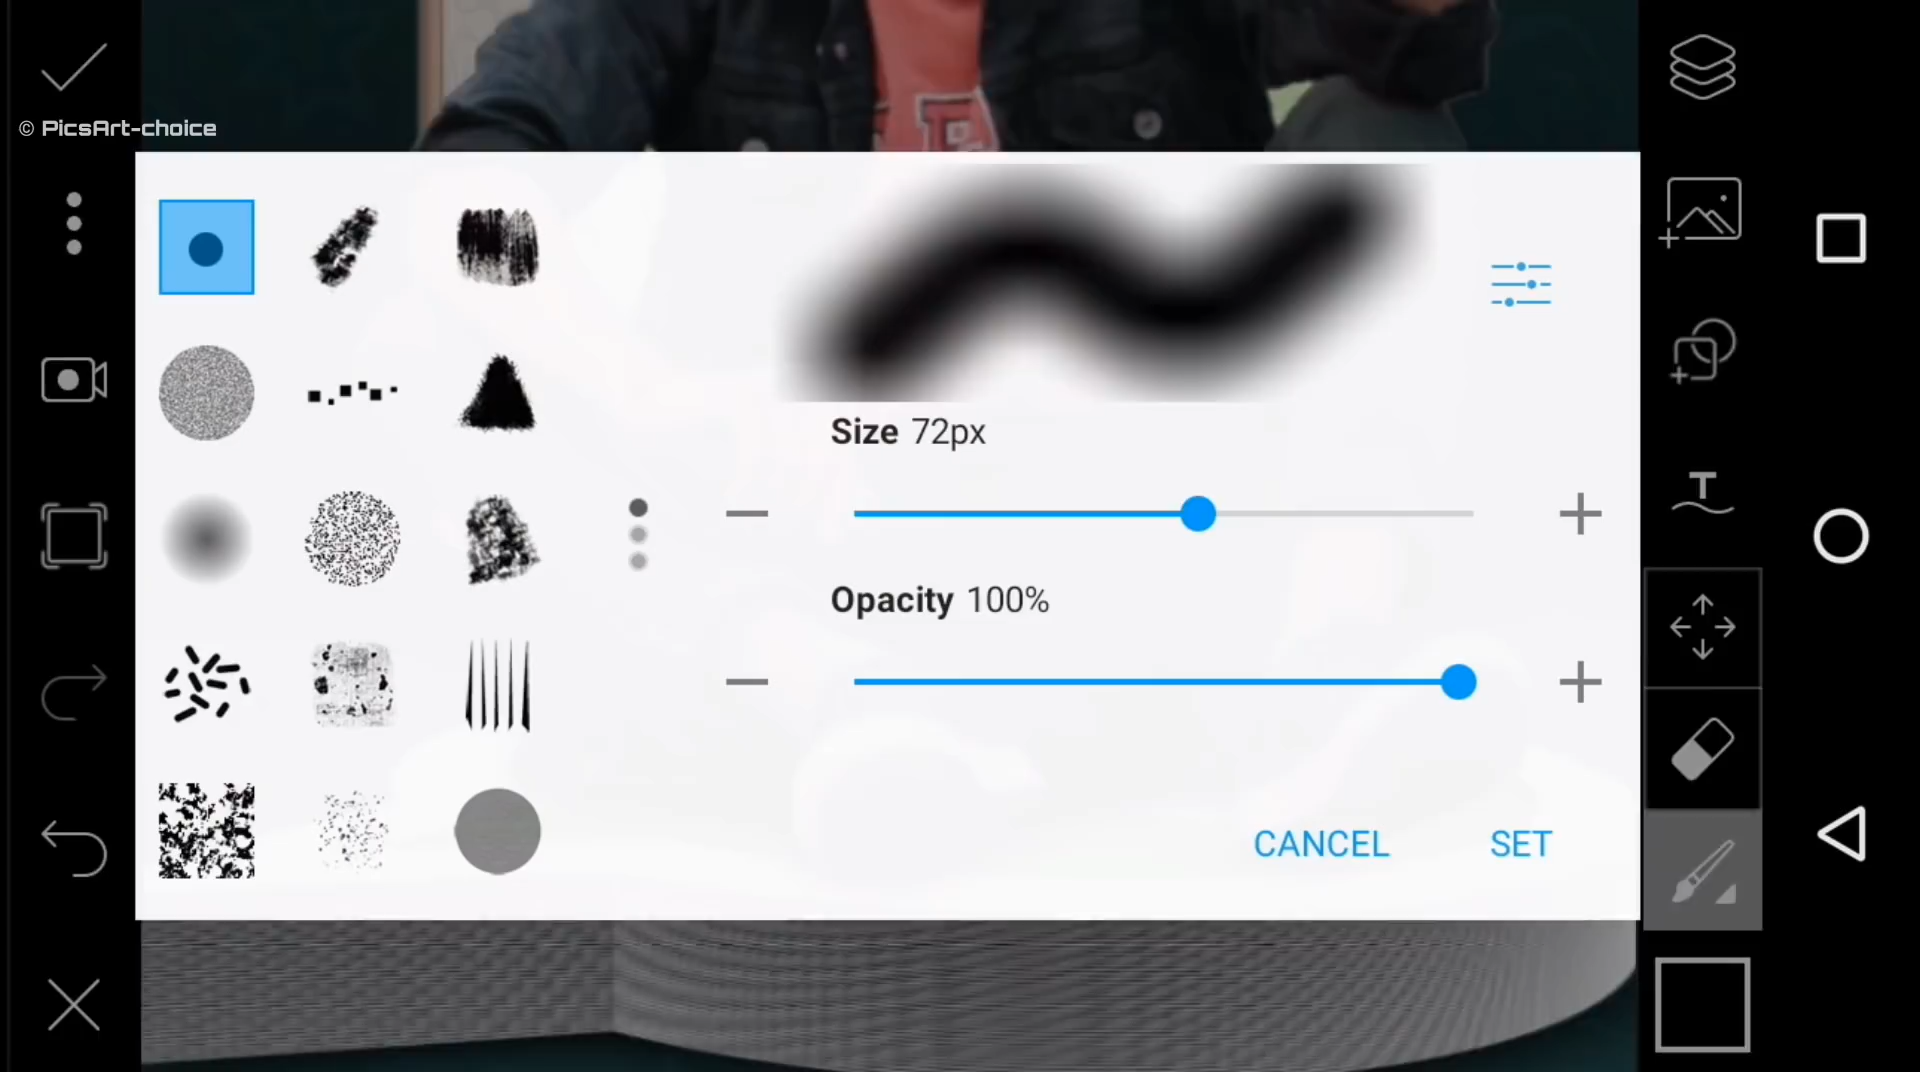 © PicsArt-choice
Size 72px
Opacity 100%
CANCEL
SET